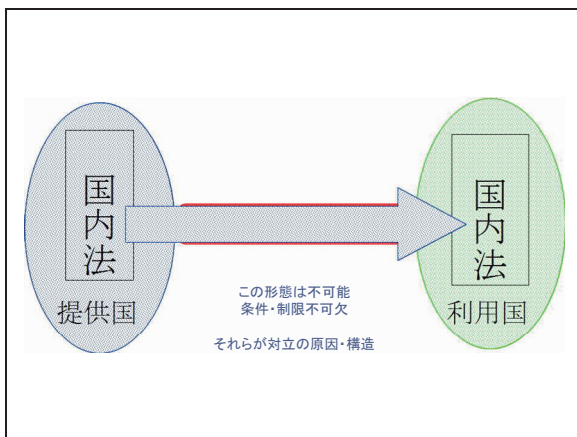 国内法
提供国
この形態は不可能
条件・制限不可欠
それらが対立の原因・構造
国内法
利用国